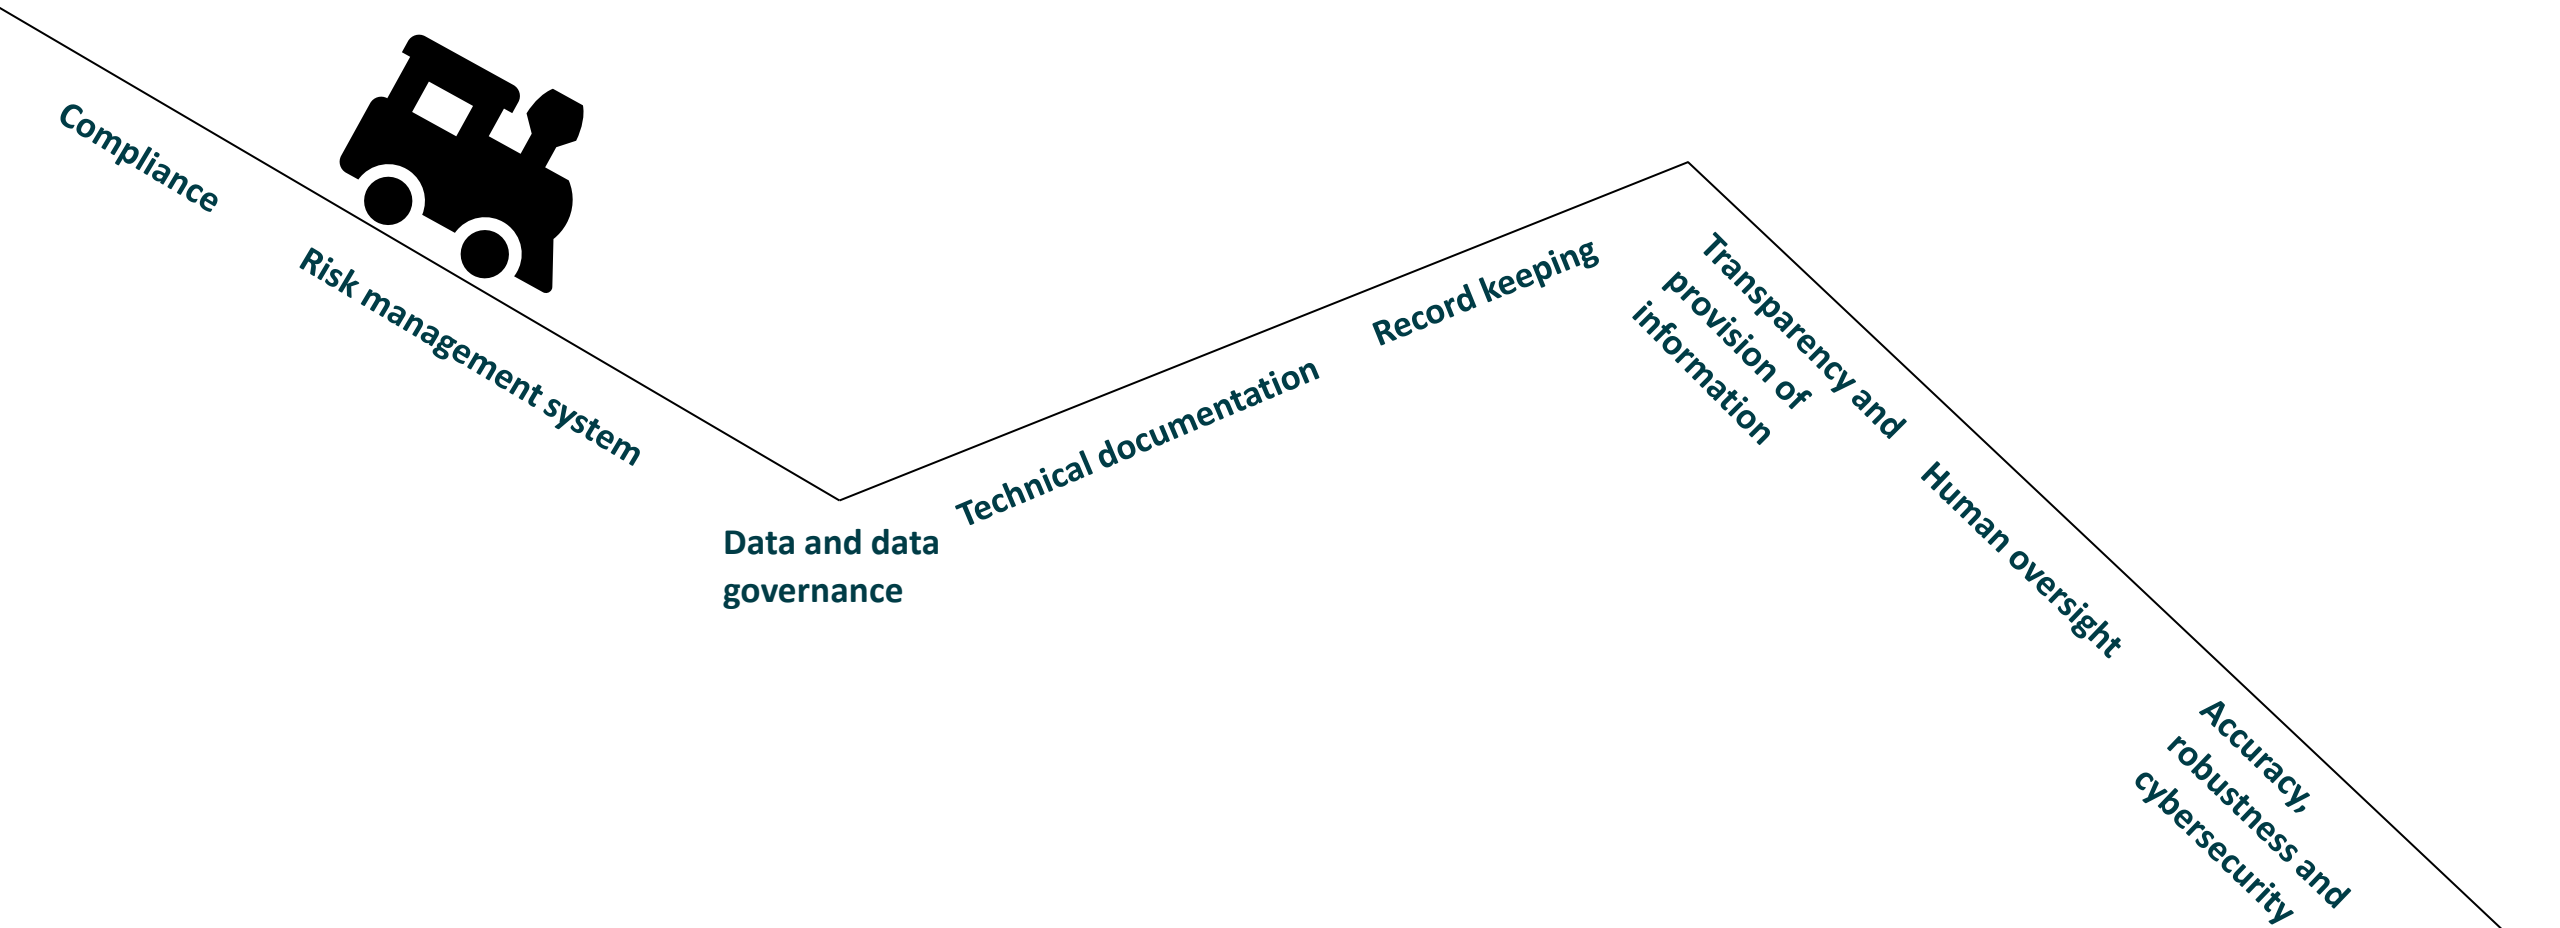 Compliance
Risk management system
Data and data
governance
Technical documentation
Record keeping
Transparency and
provision of
information
Human oversight
Accuracy,
robustness and
cybersecurity